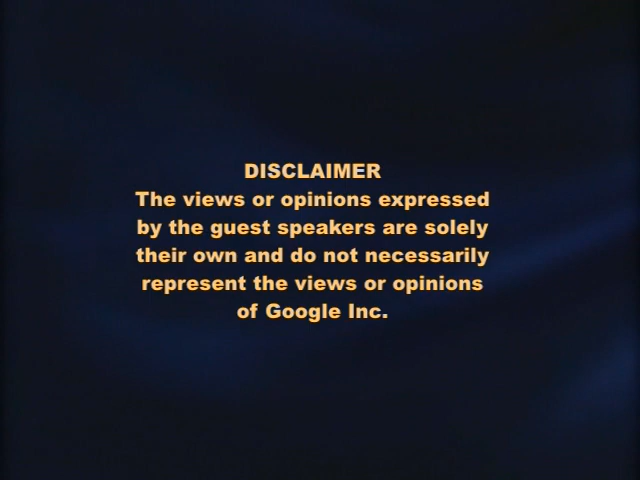 DISCLAIMER
The views or opinions expressed
by the guest speakers are solely
their own and do not necessarily
represent the views or opinions
of Google Inc.